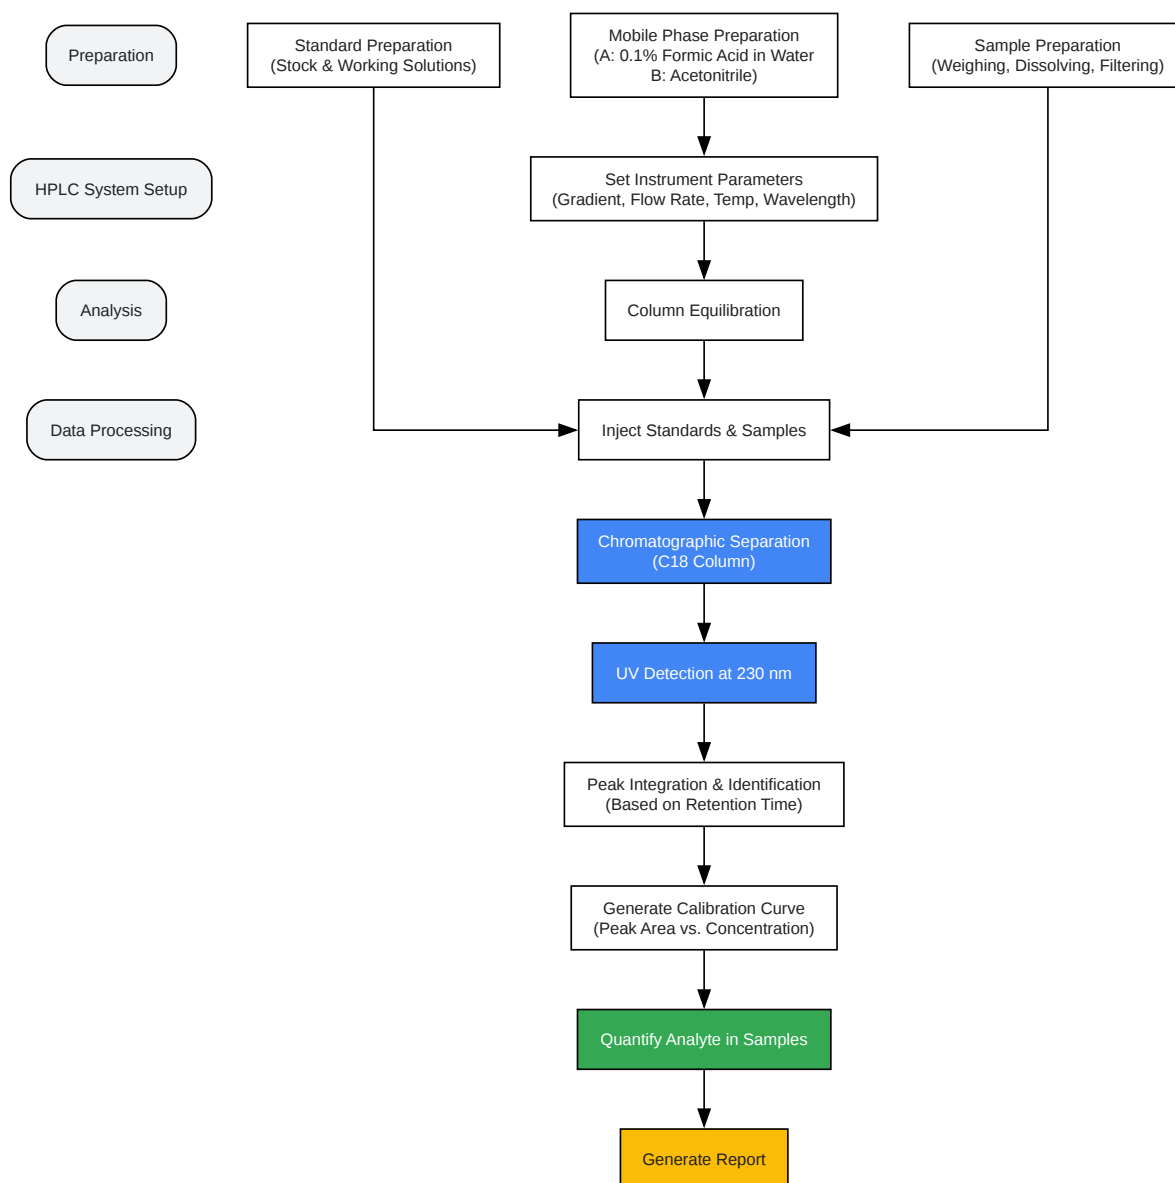 Preparation
Standard Preparation
(Stock & Working Solutions)
Mobile Phase Preparation
(A: 0.1% Formic Acid in Water
B: Acetonitrile)
Sample Preparation
(Weighing, Dissolving, Filtering)
HPLC System Setup
Set Instrument Parameters
(Gradient, Flow Rate, Temp, Wavelength)
Analysis
Column Equilibration
Data Processing
Inject Standards & Samples
Chromatographic Separation
(C18 Column)
UV Detection at 230 nm
Peak Integration & Identification
(Based on Retention Time)
Generate Calibration Curve
(Peak Area vs. Concentration)
Quantify Analyte in Samples
Generate Report